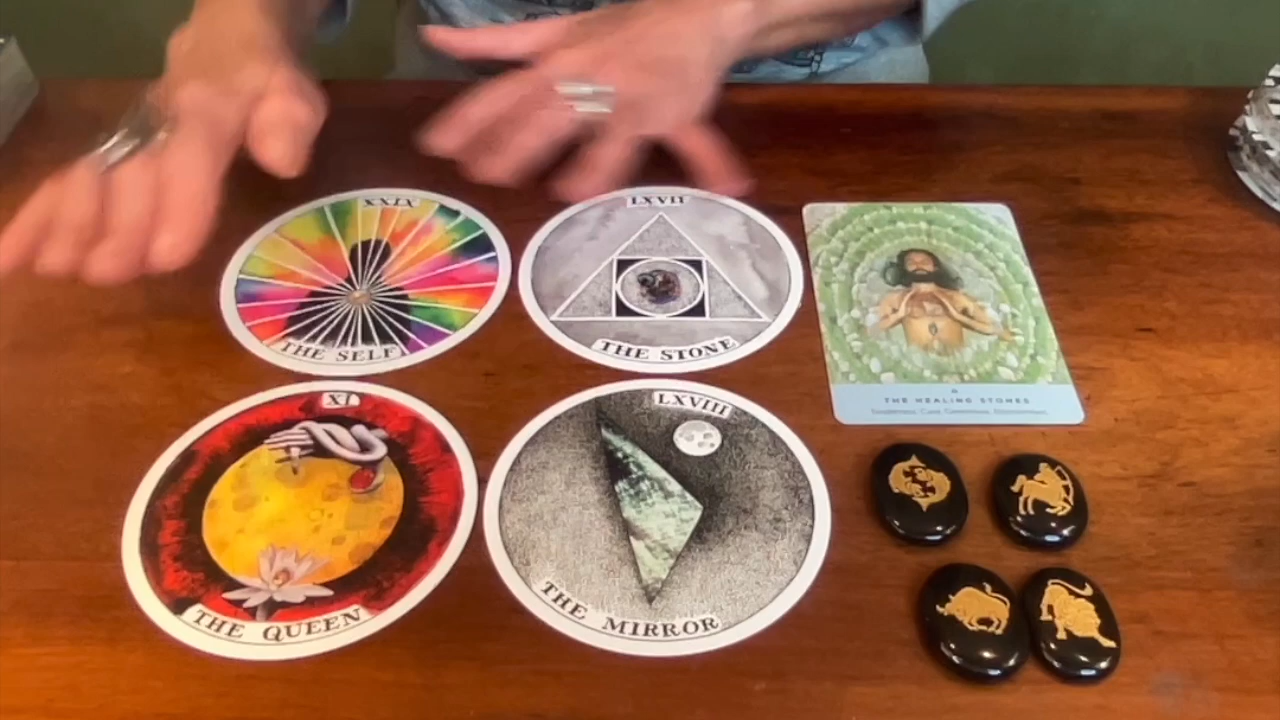 XXIX
THE SELF
LXVII
THE STONE
THE HEALING STONES
XI
THE QUEEN
LXVIII
THE MIRROR